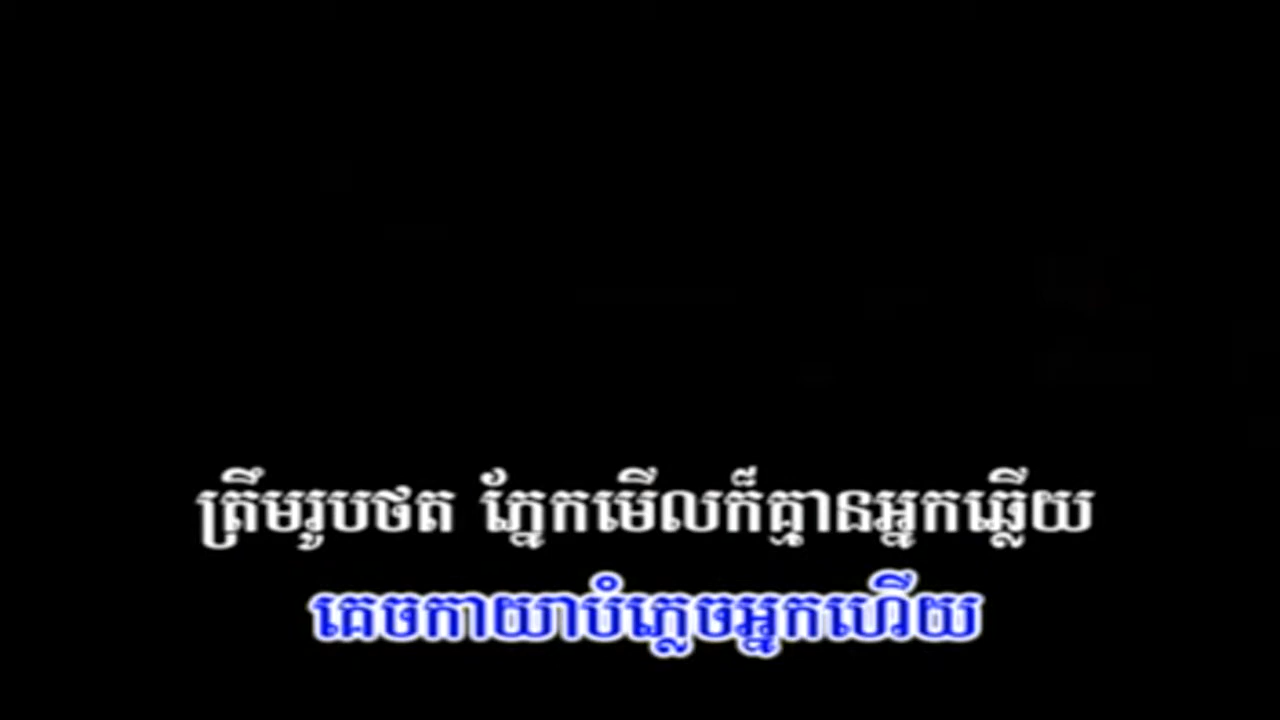 ត្រឹមរូបថត ភ្នែកមើលក៏គ្មានអ្នកឆ្លើយ
គេចកាយាបំភ្លេចអ្នកហើយ